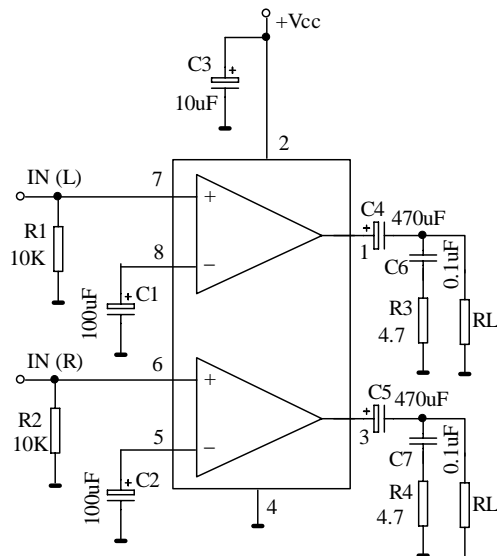 +Vcc
C3
10uF
2
IN (L)
7
+
R1
10K
C4
470uF
1
8
−
C1
100uF
C6
0.1uF
R3
4.7
RL
IN (R)
6
+
R2
10K
C5
470uF
3
5
−
C2
100uF
C7
0.1uF
R4
4.7
RL
4